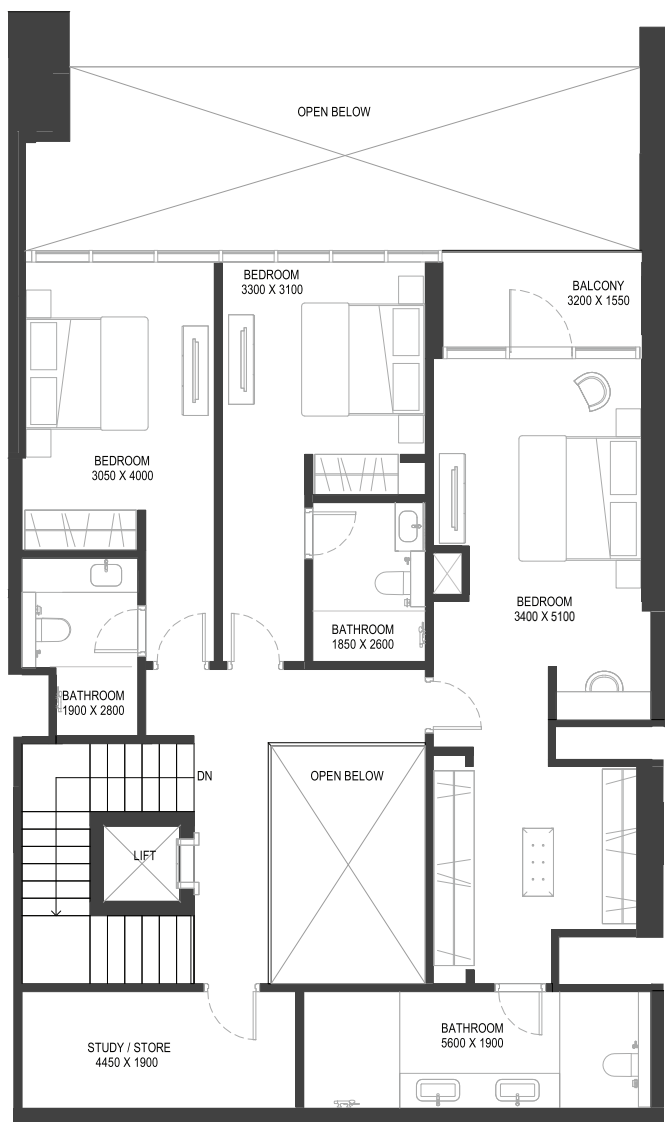 OPEN BELOW
BEDROOM
3300 X 3100
BALCONY
3200 X 1550
BEDROOM
3050 X 4000
BEDROOM
3400 X 5100
BATHROOM
1850 X 2600
BATHROOM
1900 X 2800
DN
OPEN BELOW
LIFT
BATHROOM
5600 X 1900
STUDY / STORE
4450 X 1900